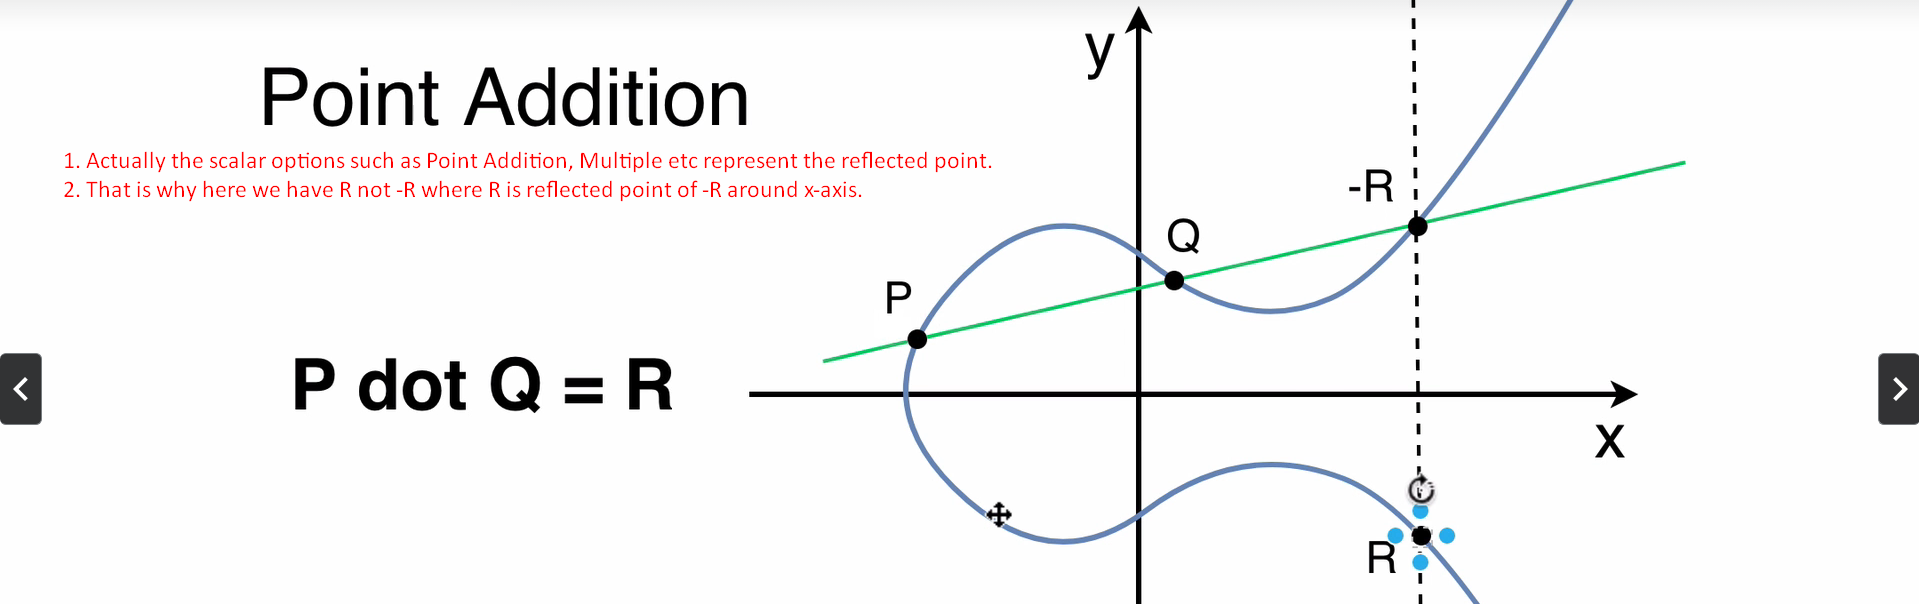 Point Addition
1. Actually the scalar options such as Point Addition, Multiple etc represent the reflected point.
2. That is why here we have R not -R where R is reflected point of -R around x-axis.
P dot Q = R
y
-R
Q
P
x
R